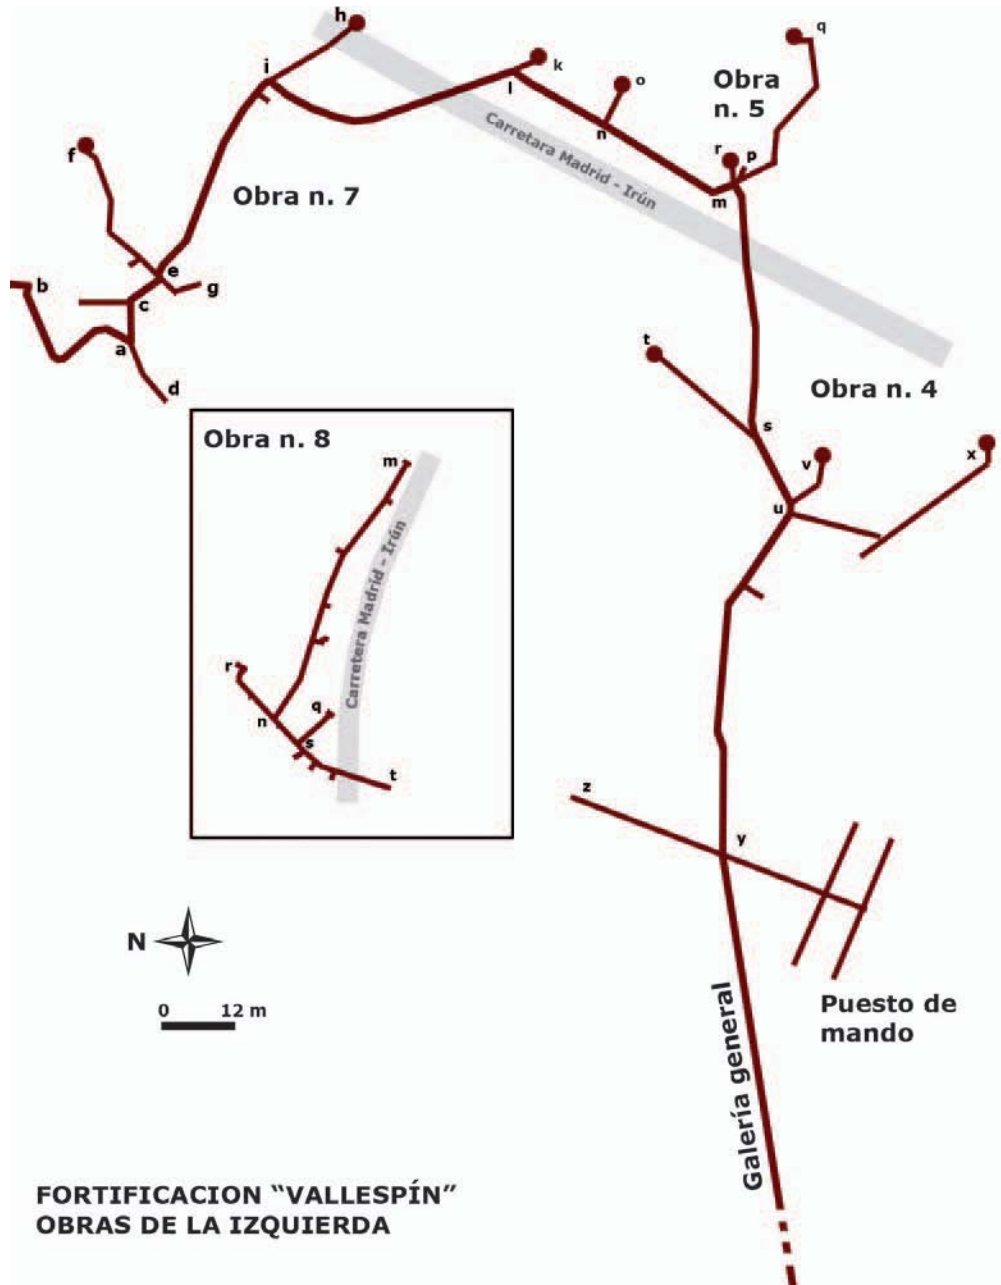 h
q
i
k
l
Obra
n. 5
o
n
Carretara Madrid - Irún
r
p
f
m
Obra n. 7
e
b
g
c
a
t
d
Obra n. 4
s
Obra n. 8
v
x
m
u
Carretera Madrid - Irún
r
q
n
s
t
z
y
N
0 12 m
Puesto de
mando
Galería general
FORTIFICACION “VALLESPÍN”
OBRAS DE LA IZQUIERDA